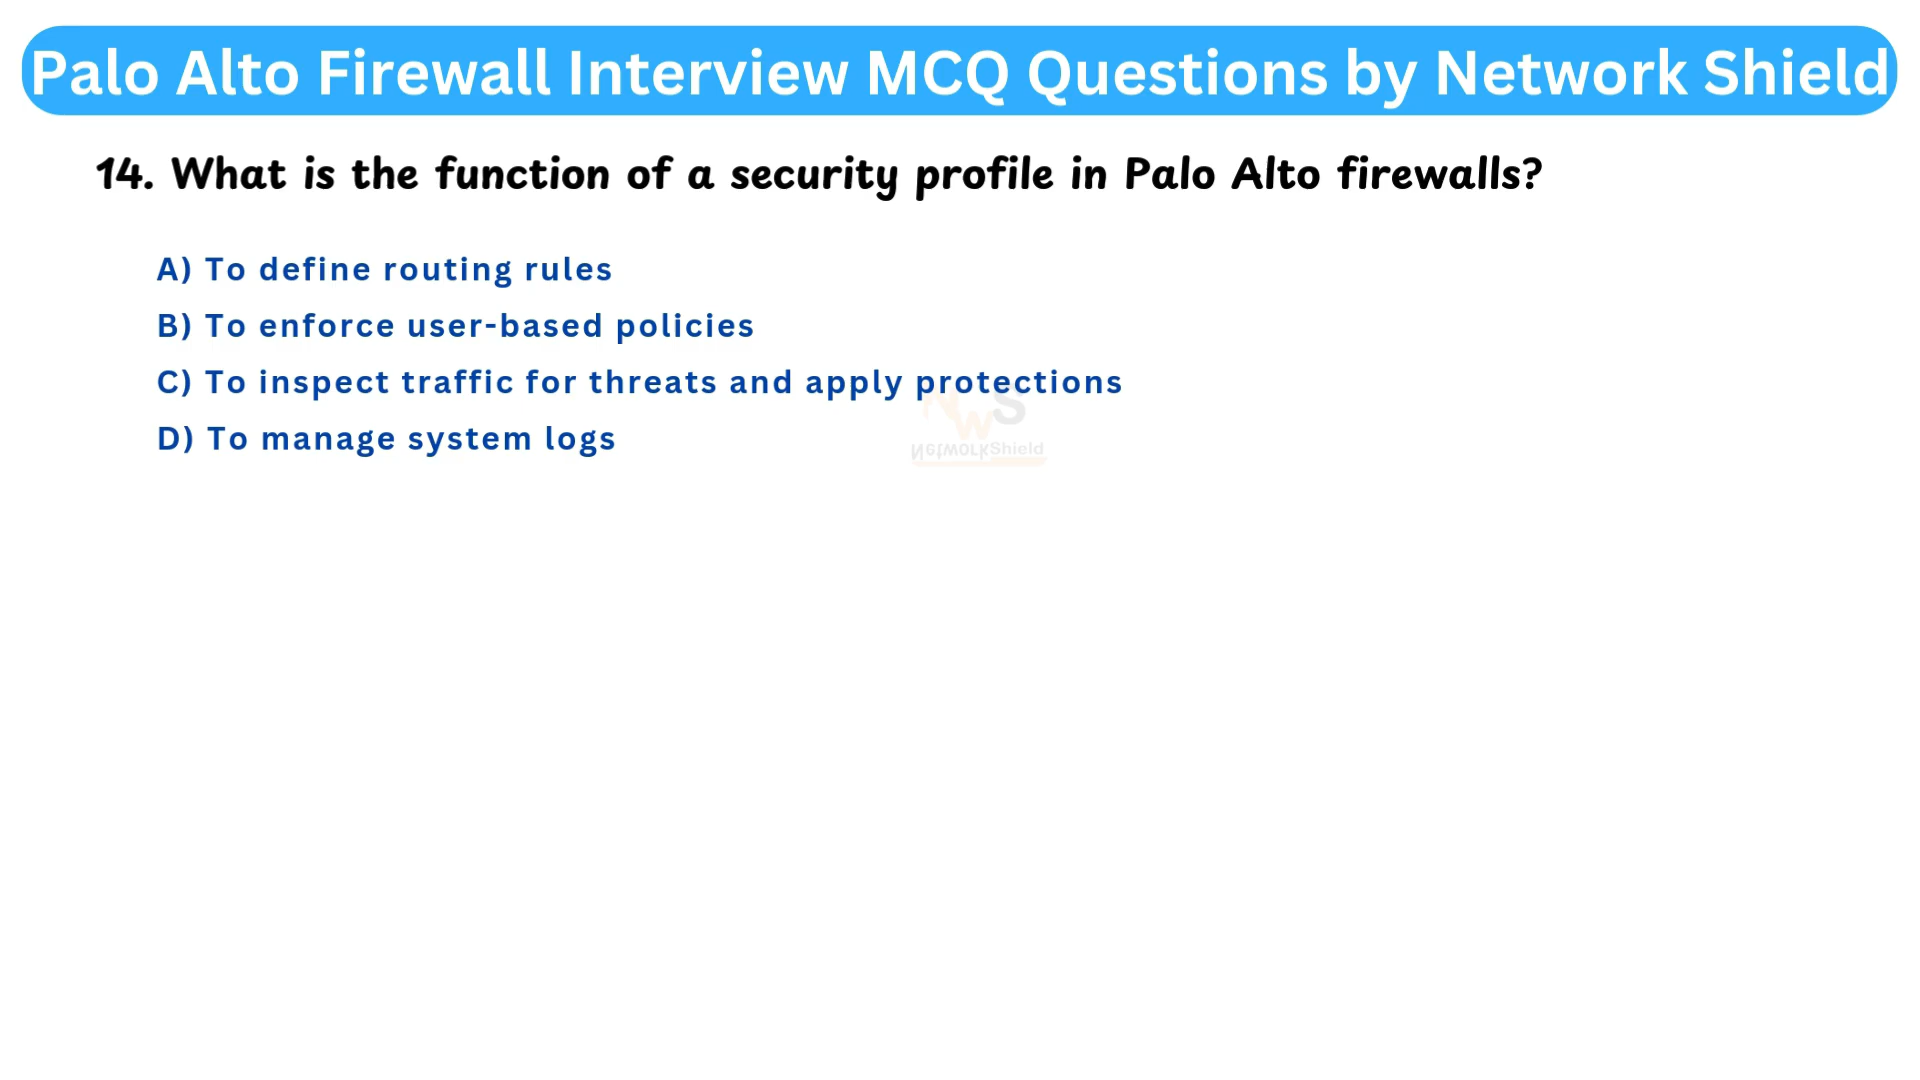 Palo Alto Firewall Interview MCQ Questions by Network Shield
14. What is the function of a security profile in Palo Alto firewalls?
A) To define routing rules
B) To enforce user-based policies
C) To inspect traffic for threats and apply protections
D) To manage system logs
NWS
NetworkShield